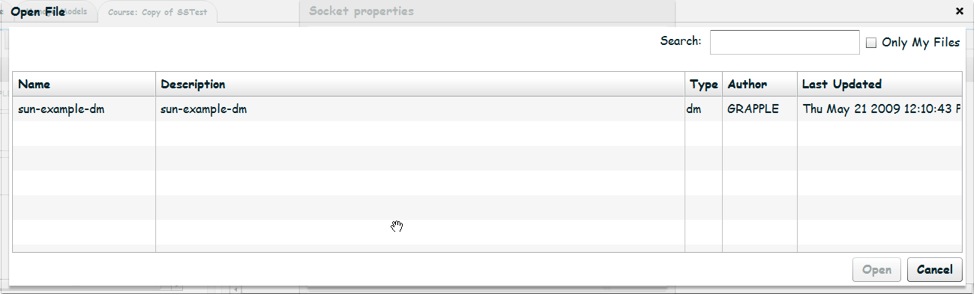 Open File Models Course: Copy of SSTest Socket properties
Search: Only My Files
Name Description Type Author Last Updated
sun-example-dm sun-example-dm dm GRAPPLE Thu May 21 2009 12:10:43 F
Open Cancel